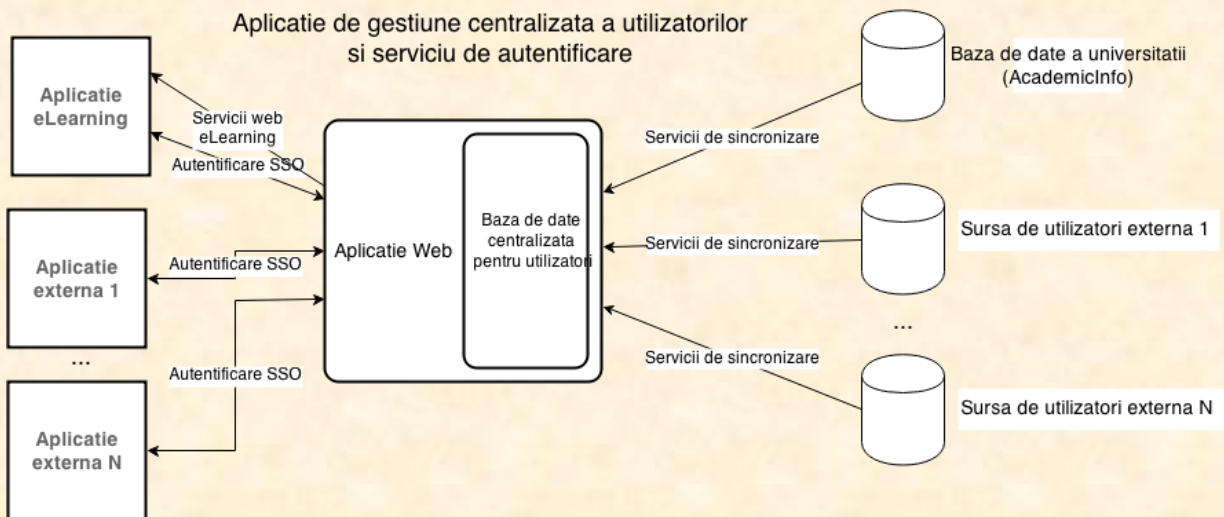 Aplicatie de gestiune centralizata a utilizatorilor
si serviciu de autentificare
Aplicatie
eLearning
Servicii web
eLearning
Autentificare SSO
Aplicatie
externa 1
Autentificare SSO
...
Autentificare SSO
Aplicatie
externa N
Aplicatie Web
Baza de date
centralizata
pentru utilizatori
Servicii de sincronizare
Servicii de sincronizare
Servicii de sincronizare
Baza de date a universitatii
(AcademicInfo)
Sursa de utilizatori externa 1
...
Sursa de utilizatori externa N